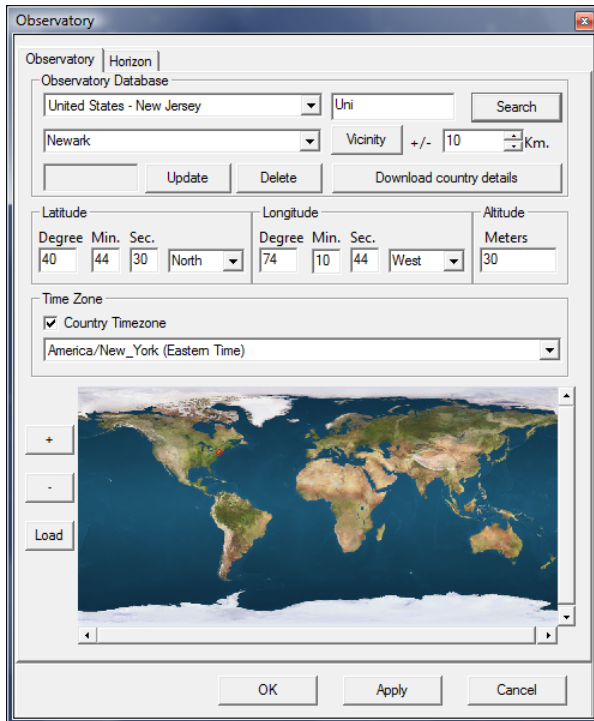 Observatory
Observatory Horizon
Observatory Database
United States - New Jersey Uni Search
Newark Vicinity +/- 10 Km.
Update Delete Download country details
Latitude Longitude Altitude
Degree Min. Sec. Degree Min. Sec. Meters
40 44 30 North 74 10 44 West 30
Time Zone
Country Timezone
America/New_York (Eastern Time)
+
-
Load
OK Apply Cancel